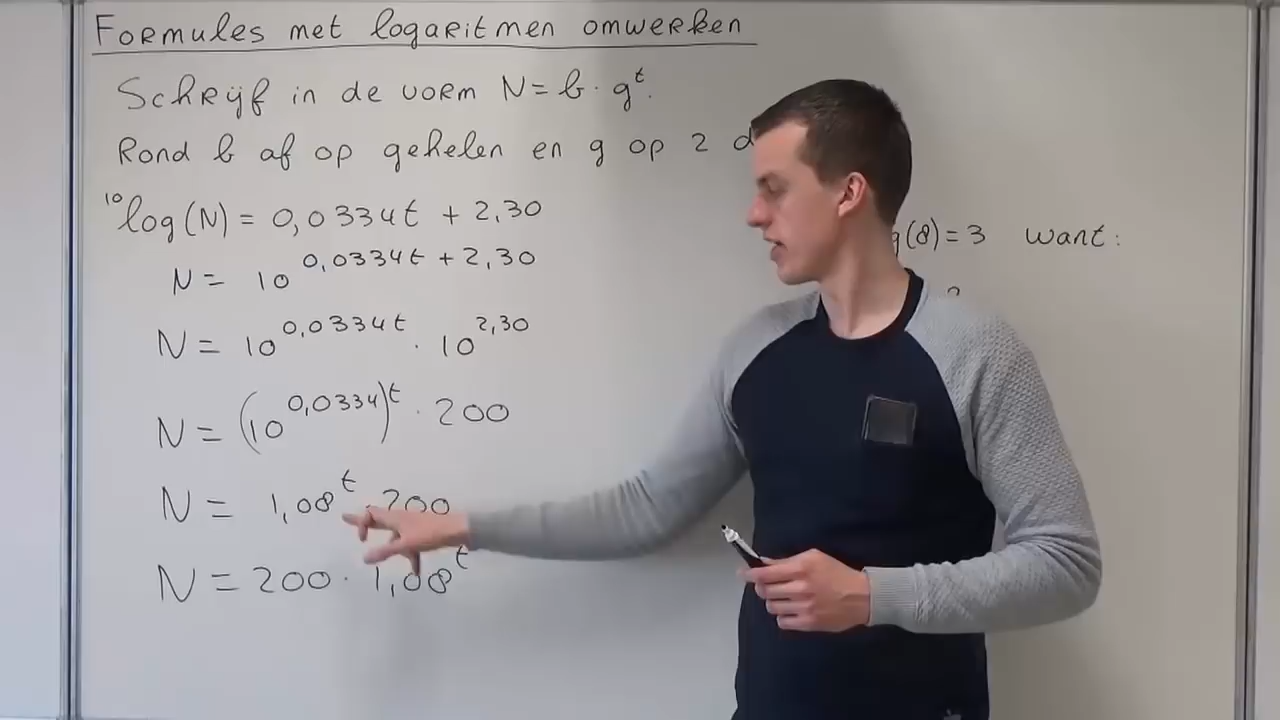 Formules met logaritmen omwerken
Schrijf in de vorm N = b · g^t.
Rond b af op gehelen en g op 2 d
¹⁰log(N) = 0,0334t + 2,30
N = 10^0,0334t + 2,30
N = 10^0,0334t · 10^2,30
N = (10^0,0334)^t · 200
N = 1,08^t · 200
N = 200 · 1,08^t
g(8) = 3 want: